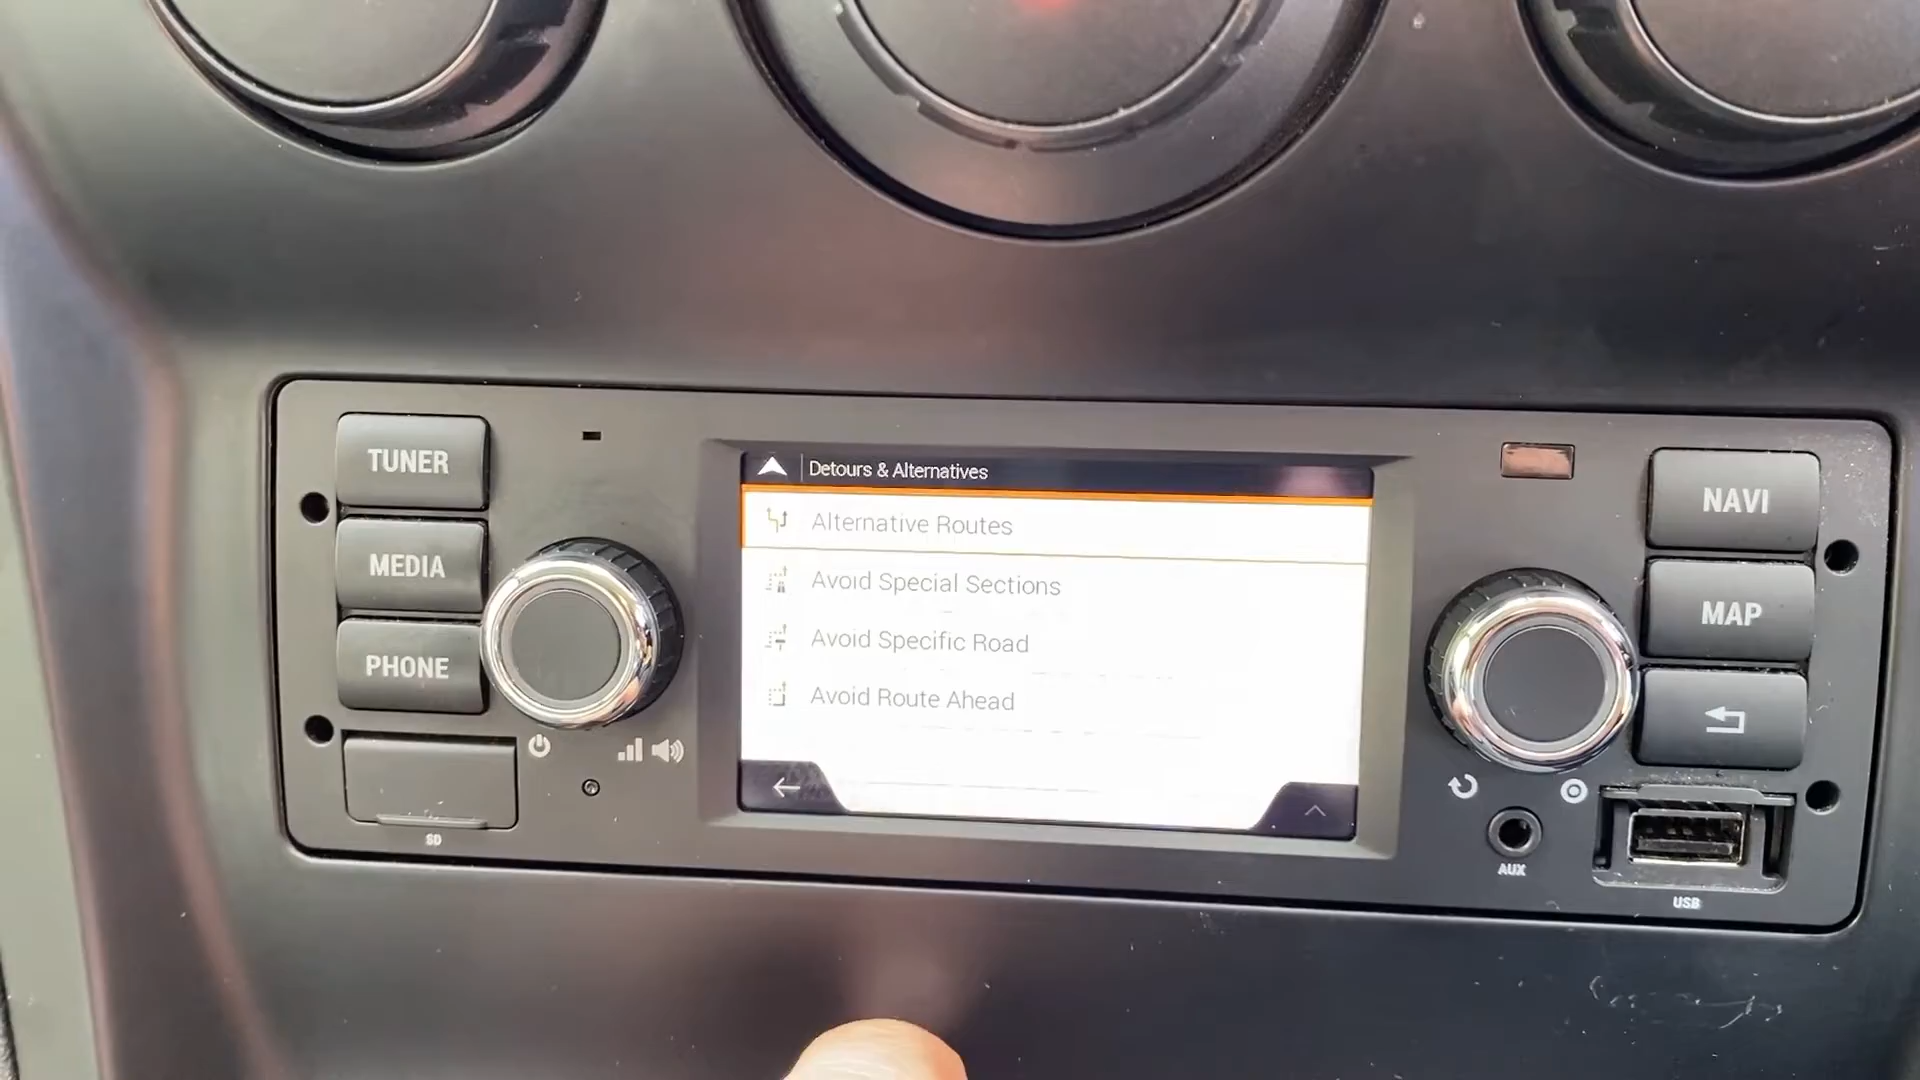 TUNER
MEDIA
PHONE
SD
Detours & Alternatives
Alternative Routes
Avoid Special Sections
Avoid Specific Road
Avoid Route Ahead
NAVI
MAP
AUX
USB